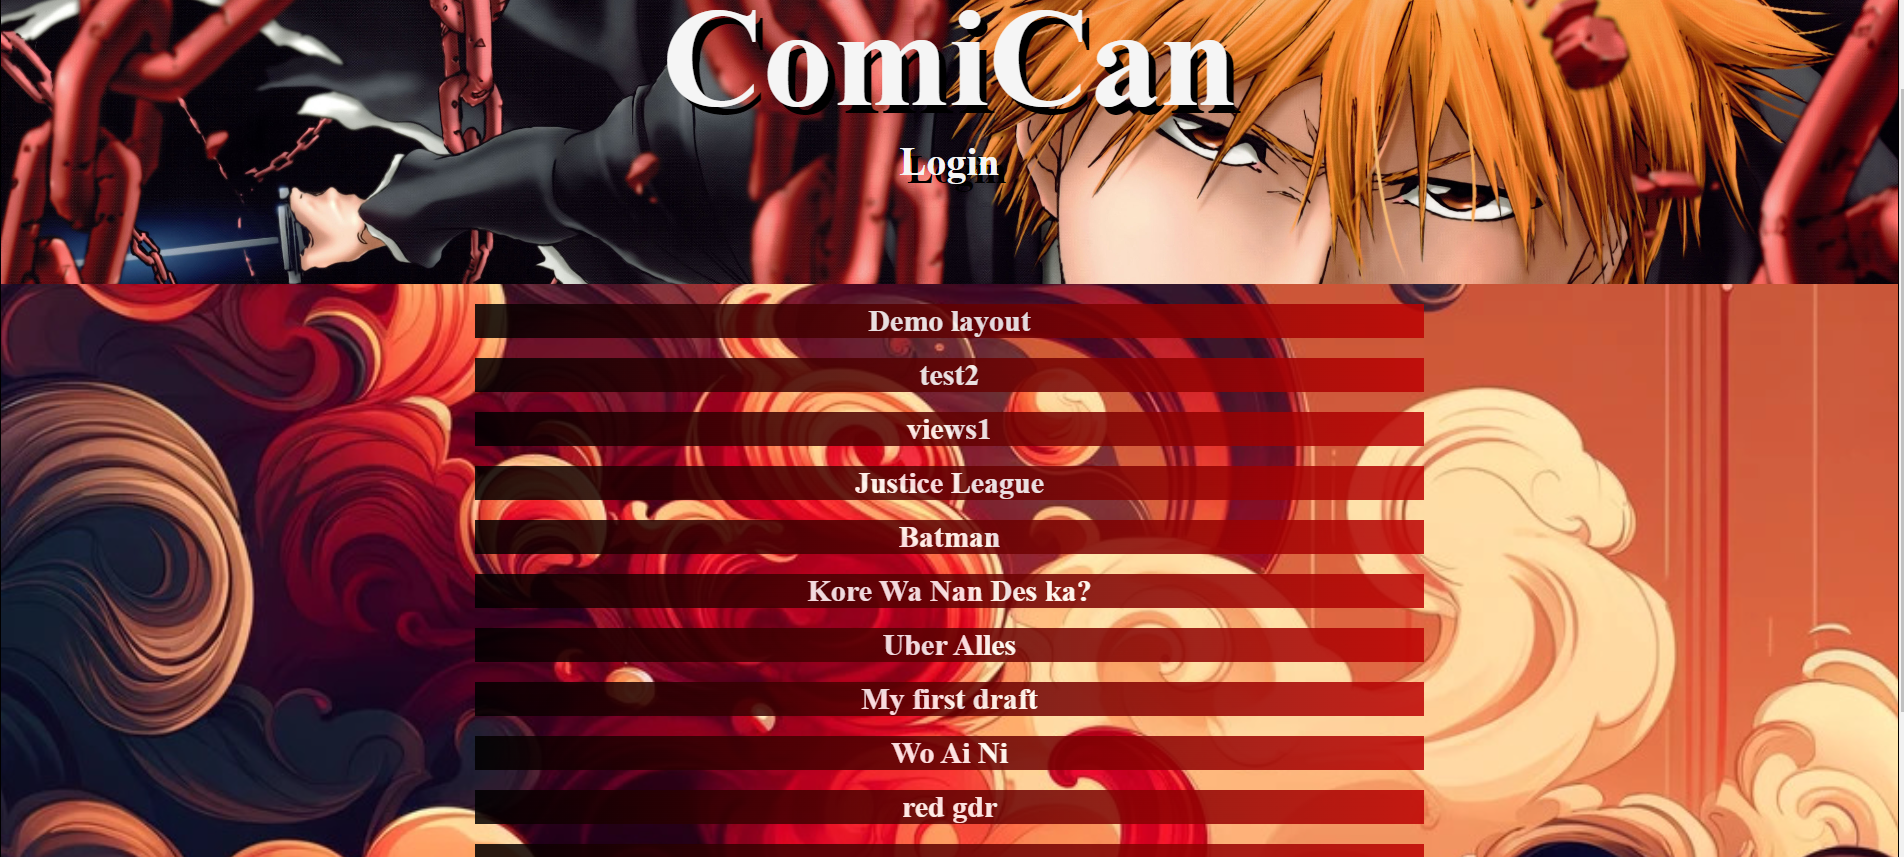 ComiCan
Login
Demo layout
test2
views1
Justice League
Batman
Kore Wa Nan Des ka?
Uber Alles
My first draft
Wo Ai Ni
red gdr